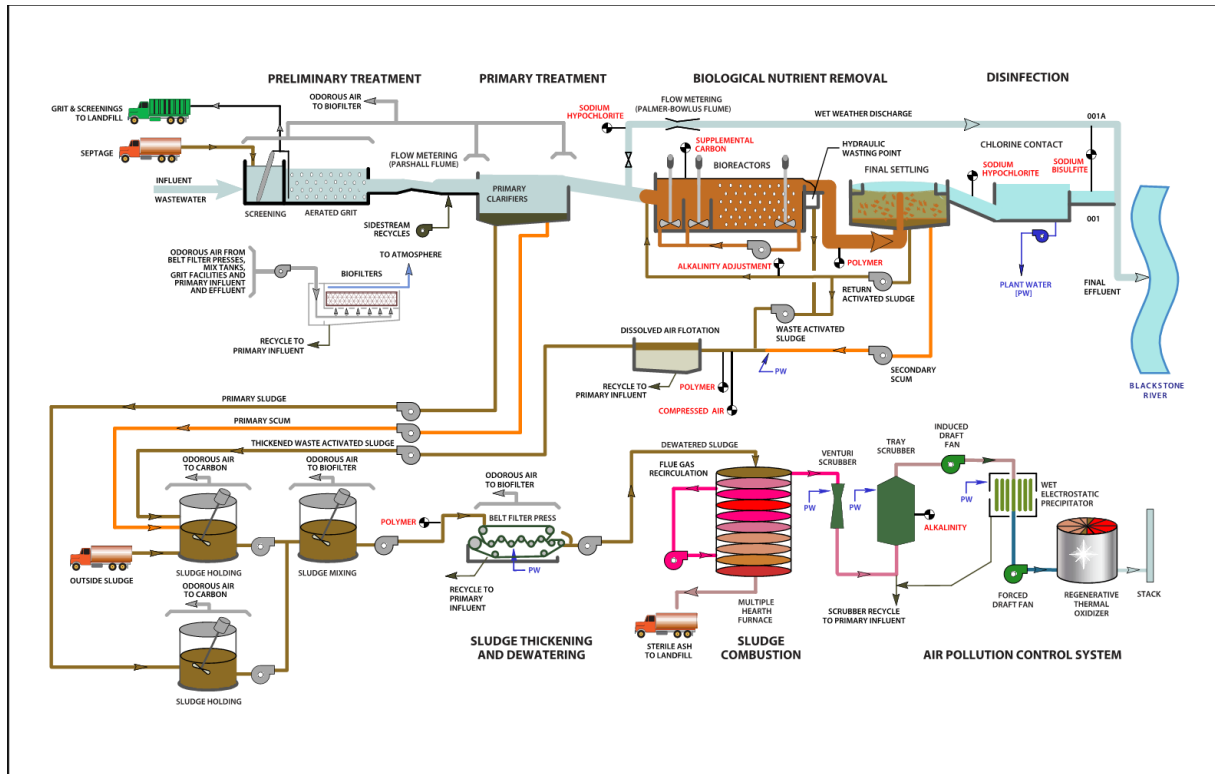 PRELIMINARY TREATMENT
PRIMARY TREATMENT
BIOLOGICAL NUTRIENT REMOVAL
DISINFECTION
GRIT & SCREENINGS
TO LANDFILL
ODOROUS AIR
TO BIOFILTER
SODIUM
HYPOCHLORITE
FLOW METERING
(PALMER-BOWLUS FLUME)
WET WEATHER DISCHARGE
001A
SEPTAGE
FLOW METERING
(PARSHALL FLUME)
SUPPLEMENTAL
CARBON
BIOREACTORS
HYDRAULIC
WASTING POINT
FINAL SETTLING
CHLORINE CONTACT
SODIUM
HYPOCHLORITE
SODIUM
BISULFITE
INFLUENT
WASTEWATER
SCREENING
AERATED GRIT
PRIMARY
CLARIFIERS
SIDESTREAM
RECYCLES
001
ODOROUS AIR FROM
BELT FILTER PRESSES,
MIX TANKS,
GRIT FACILITIES AND
PRIMARY INFLUENT
AND EFFLUENT
TO ATMOSPHERE
BIOFILTERS
RECYCLE TO
PRIMARY INFLUENT
ALKALINITY ADJUSTMENT
POLYMER
RETURN
ACTIVATED SLUDGE
PLANT WATER
[PW]
FINAL
EFFLUENT
DISSOLVED AIR FLOTATION
WASTE ACTIVATED
SLUDGE
PW
SECONDARY
SCUM
RECYCLE TO
PRIMARY INFLUENT
POLYMER
COMPRESSED AIR
BLACKSTONE
RIVER
PRIMARY SLUDGE
PRIMARY SCUM
THICKENED WASTE ACTIVATED SLUDGE
ODOROUS AIR
TO CARBON
ODOROUS AIR
TO BIOFILTER
ODOROUS AIR
TO BIOFILTER
DEWATERED SLUDGE
FLUE GAS
RECIRCULATION
VENTURI
SCRUBBER
TRAY
SCRUBBER
INDUCED
DRAFT
FAN
PW
PW
PW
WET
ELECTROSTATIC
PRECIPITATOR
POLYMER
BELT FILTER PRESS
PW
ALKALINITY
OUTSIDE SLUDGE
SLUDGE HOLDING
SLUDGE MIXING
RECYCLE TO
PRIMARY
INFLUENT
ODOROUS AIR
TO CARBON
SLUDGE HOLDING
STERILE ASH
TO LANDFILL
MULTIPLE
HEARTH
FURNACE
SCRUBBER RECYCLE
TO PRIMARY INFLUENT
FORCED
DRAFT FAN
REGENERATIVE
THERMAL
OXIDIZER
STACK
SLUDGE THICKENING
AND DEWATERING
SLUDGE
COMBUSTION
AIR POLLUTION CONTROL SYSTEM